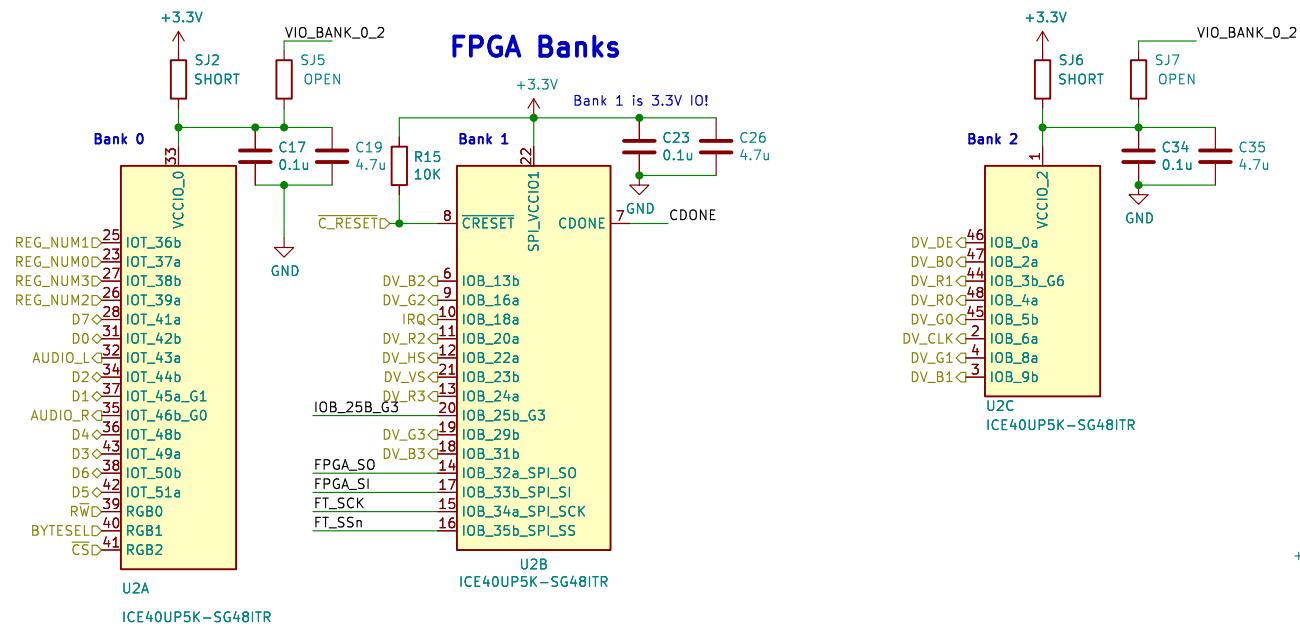 FPGA Banks
+3.3V
SJ2
SHORT
VIO_BANK_0_2
SJ5
OPEN
Bank 0
C17
0.1u
C19
4.7u
GND
33
VCCIO_0
REG_NUM1 25 IOT_36b
REG_NUM0 23 IOT_37a
REG_NUM3 27 IOT_38b
REG_NUM2 26 IOT_39a
D7 28 IOT_41a
D0 31 IOT_42b
AUDIO_L 32 IOT_43a
D2 34 IOT_44b
D1 37 IOT_45a_G1
AUDIO_R 35 IOT_46b_G0
D4 36 IOT_48b
D3 43 IOT_49a
D6 38 IOT_50b
D5 42 IOT_51a
RW 39 RGB0
BYTESEL 40 RGB1
CS 41 RGB2
U2A
ICE40UP5K-SG48ITR
+3.3V
Bank 1 is 3.3V IO!
Bank 1
R15
10K
C23
0.1u
C26
4.7u
GND
22
SPI_VCCIO1
C_RESET 8 CRESET
CDONE 7 CDONE
DV_B2 6 IOB_13b
DV_G2 9 IOB_16a
IRQ 10 IOB_18a
DV_R2 11 IOB_20a
DV_HS 12 IOB_22a
DV_VS 21 IOB_23b
DV_R3 13 IOB_24a
IOB_25B_G3 20 IOB_25b_G3
DV_G3 19 IOB_29b
DV_B3 18 IOB_31b
FPGA_SO 14 IOB_32a_SPI_SO
FPGA_SI 17 IOB_33b_SPI_SI
FT_SCK 15 IOB_34a_SPI_SCK
FT_SSn 16 IOB_35b_SPI_SS
U2B
ICE40UP5K-SG48ITR
+3.3V
SJ6
SHORT
VIO_BANK_0_2
SJ7
OPEN
Bank 2
C34
0.1u
C35
4.7u
GND
1
VCCIO_2
DV_DE 46 IOB_0a
DV_B0 47 IOB_2a
DV_R1 44 IOB_3b_G6
DV_R0 48 IOB_4a
DV_G0 45 IOB_5b
DV_CLK 2 IOB_6a
DV_G1 4 IOB_8a
DV_B1 3 IOB_9b
U2C
ICE40UP5K-SG48ITR
+